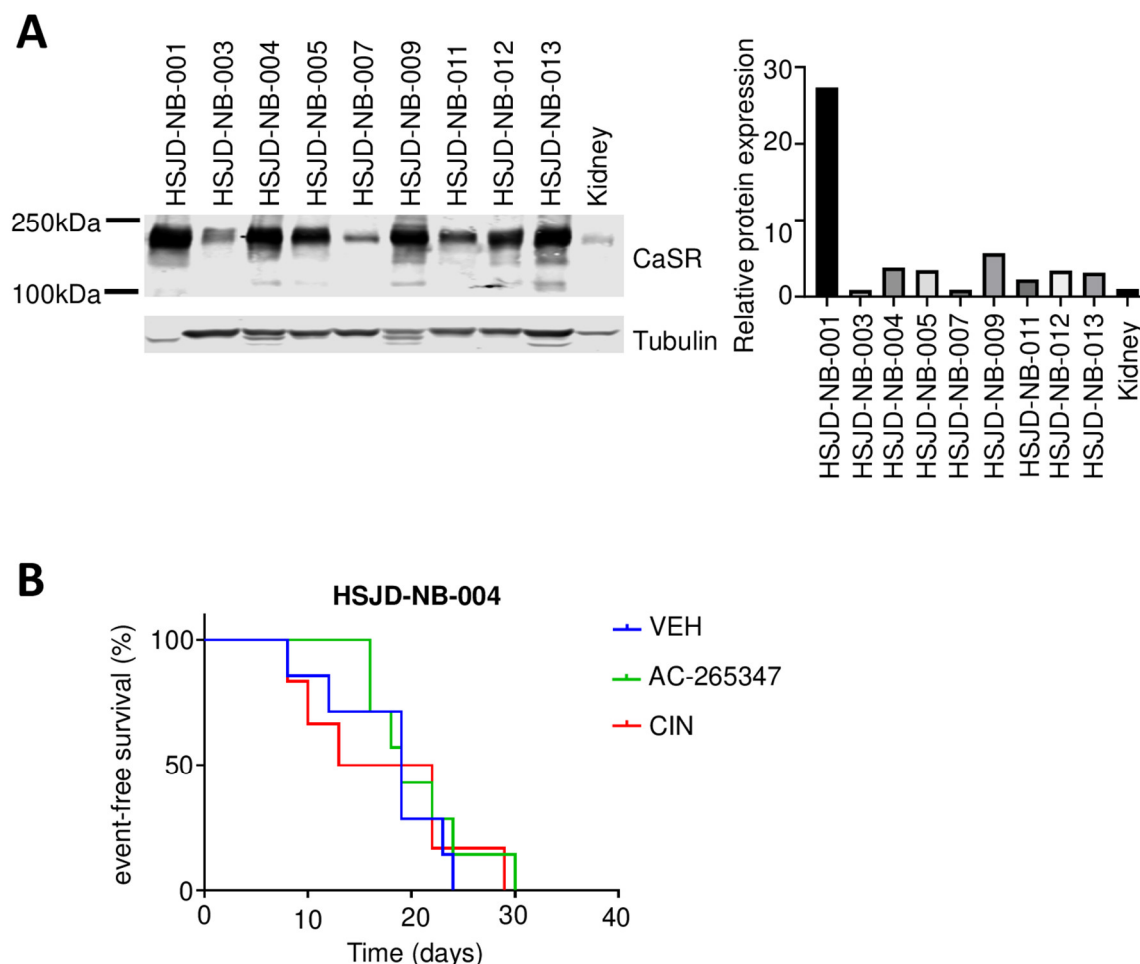 A
HSJD-NB-001
HSJD-NB-003
HSJD-NB-004
HSJD-NB-005
HSJD-NB-007
HSJD-NB-009
HSJD-NB-011
HSJD-NB-012
HSJD-NB-013
Kidney
250kDa
100kDa
CaSR
Tubulin
Relative protein expression
30
20
10
0
HSJD-NB-001
HSJD-NB-003
HSJD-NB-004
HSJD-NB-005
HSJD-NB-007
HSJD-NB-009
HSJD-NB-011
HSJD-NB-012
HSJD-NB-013
Kidney
B
HSJD-NB-004
event-free survival (%)
100
50
0
0 10 20 30 40
Time (days)
VEH
AC-265347
CIN